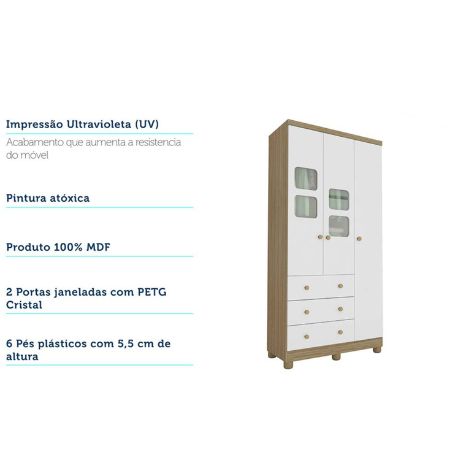 Impressão Ultravioleta (UV)
Acabamento que aumenta a resistencia
do móvel
Pintura atóxica
Produto 100% MDF
2 Portas janeladas com PETG
Cristal
6 Pés plásticos com 5,5 cm de
altura